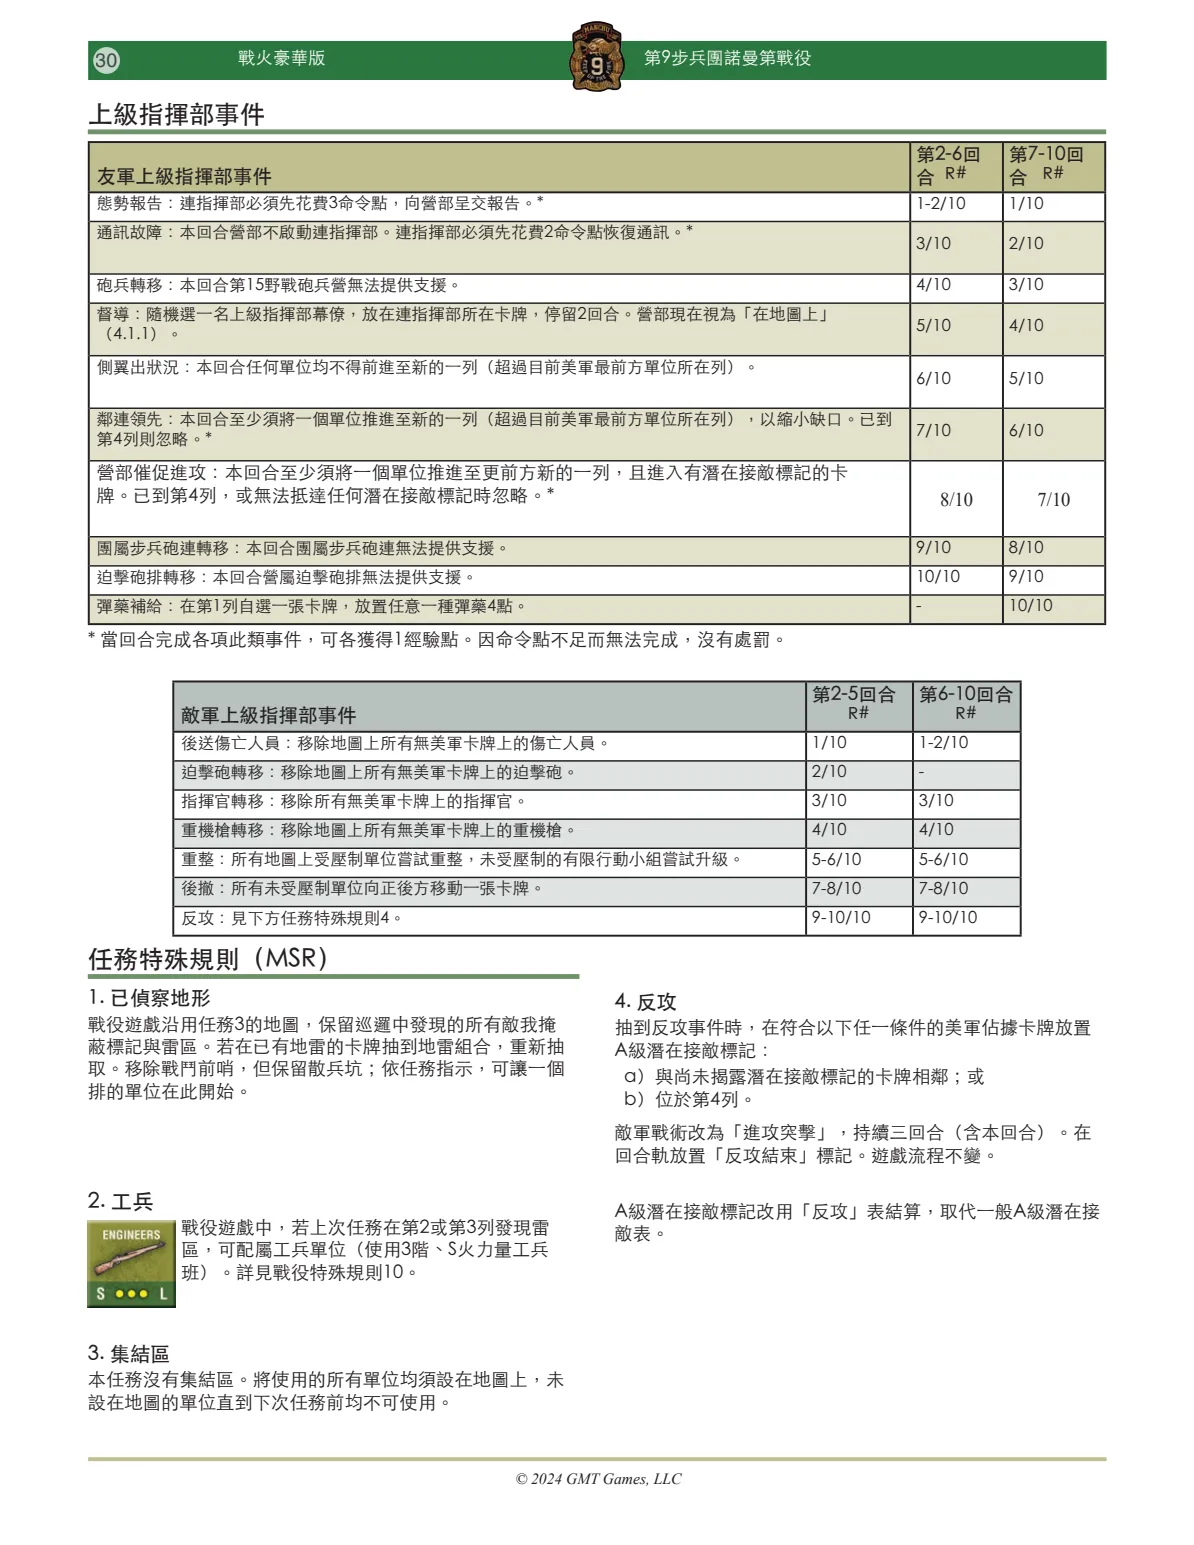 30
戰火豪華版
MANCHU
9
第9步兵團諾曼第戰役
上級指揮部事件
友軍上級指揮部事件 第2-6回合 R# 第7-10回合 R#
態勢報告：連指揮部必須先花費3命令點，向營部呈交報告。* 1-2/10 1/10
通訊故障：本回合營部不啟動連指揮部。連指揮部必須先花費2命令點恢復通訊。* 3/10 2/10
砲兵轉移：本回合第15野戰砲兵營無法提供支援。 4/10 3/10
督導：隨機選一名上級指揮部幕僚，放在連指揮部所在卡牌，停留2回合。營部現在視為「在地圖上」
（4.1.1）。 5/10 4/10
側翼出狀況：本回合任何單位均不得前進至新的一列（超過目前美軍最前方單位所在列）。 6/10 5/10
鄰連領先：本回合至少須將一個單位推進至新的一列（超過目前美軍最前方單位所在列），以縮小缺口。已到
第4列則忽略。* 7/10 6/10
營部催促進攻：本回合至少須將一個單位推進至更前方新的一列，且進入有潛在接敵標記的卡
牌。已到第4列，或無法抵達任何潛在接敵標記時忽略。* 8/10 7/10
團屬步兵砲連轉移：本回合團屬步兵砲連無法提供支援。 9/10 8/10
迫擊砲排轉移：本回合營屬迫擊砲排無法提供支援。 10/10 9/10
彈藥補給：在第1列自選一張卡牌，放置任意一種彈藥4點。 - 10/10
* 當回合完成各項此類事件，可各獲得1經驗點。因命令點不足而無法完成，沒有處罰。
敵軍上級指揮部事件 第2-5回合 R# 第6-10回合 R#
後送傷亡人員：移除地圖上所有無美軍卡牌上的傷亡人員。 1/10 1-2/10
迫擊砲轉移：移除地圖上所有無美軍卡牌上的迫擊砲。 2/10 -
指揮官轉移：移除所有無美軍卡牌上的指揮官。 3/10 3/10
重機槍轉移：移除地圖上所有無美軍卡牌上的重機槍。 4/10 4/10
重整：所有地圖上受壓制單位嘗試重整，未受壓制的有限行動小組嘗試升級。 5-6/10 5-6/10
後撤：所有未受壓制單位向正後方移動一張卡牌。 7-8/10 7-8/10
反攻：見下方任務特殊規則4。 9-10/10 9-10/10
任務特殊規則（MSR）
1. 已偵察地形
戰役遊戲沿用任務3的地圖，保留巡邏中發現的所有敵我掩
蔽標記與雷區。若在已有地雷的卡牌抽到地雷組合，重新抽
取。移除戰鬥前哨，但保留散兵坑；依任務指示，可讓一個
排的單位在此開始。
2. 工兵
ENGINEERS
S L
戰役遊戲中，若上次任務在第2或第3列發現雷
區，可配屬工兵單位（使用3階、S火力量工兵
班）。詳見戰役特殊規則10。
3. 集結區
本任務沒有集結區。將使用的所有單位均須設在地圖上，未
設在地圖的單位直到下次任務前均不可使用。
4. 反攻
抽到反攻事件時，在符合以下任一條件的美軍佔據卡牌放置
A級潛在接敵標記：
a）與尚未揭露潛在接敵標記的卡牌相鄰；或
b）位於第4列。
敵軍戰術改為「進攻突擊」，持續三回合（含本回合）。在
回合軌放置「反攻結束」標記。遊戲流程不變。
A級潛在接敵標記改用「反攻」表結算，取代一般A級潛在接
敵表。
© 2024 GMT Games, LLC